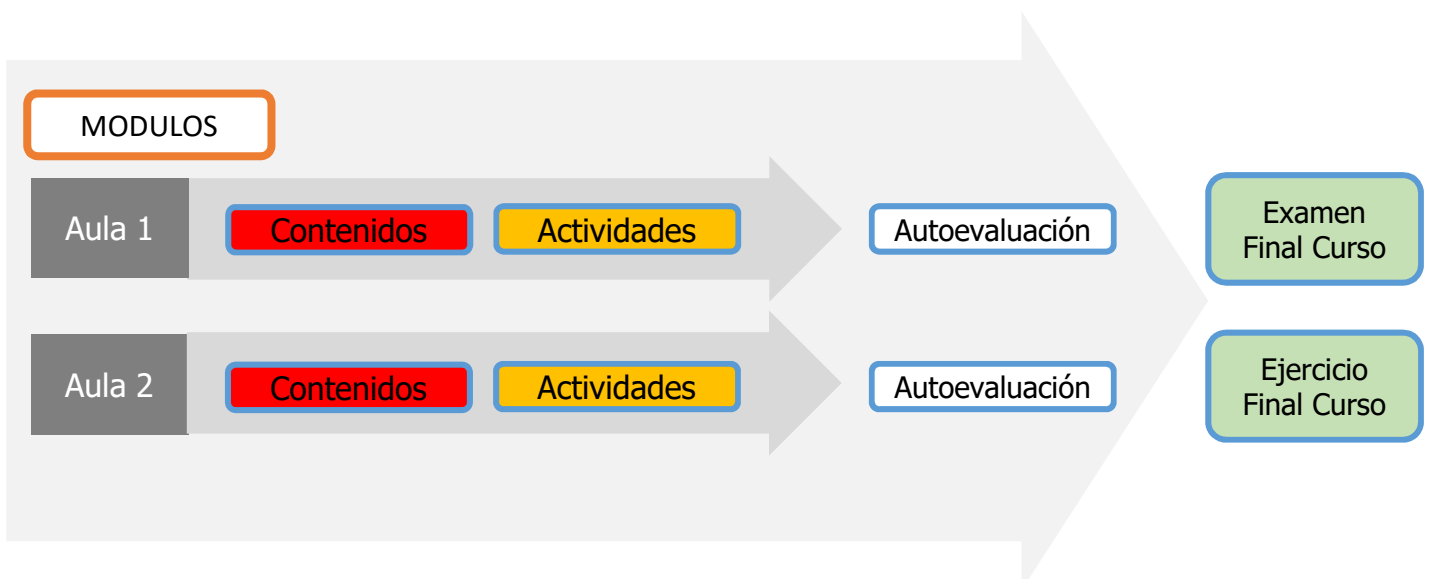 MODULOS
Aula 1
Contenidos
Actividades
Autoevaluación
Examen
Final Curso
Aula 2
Contenidos
Actividades
Autoevaluación
Ejercicio
Final Curso